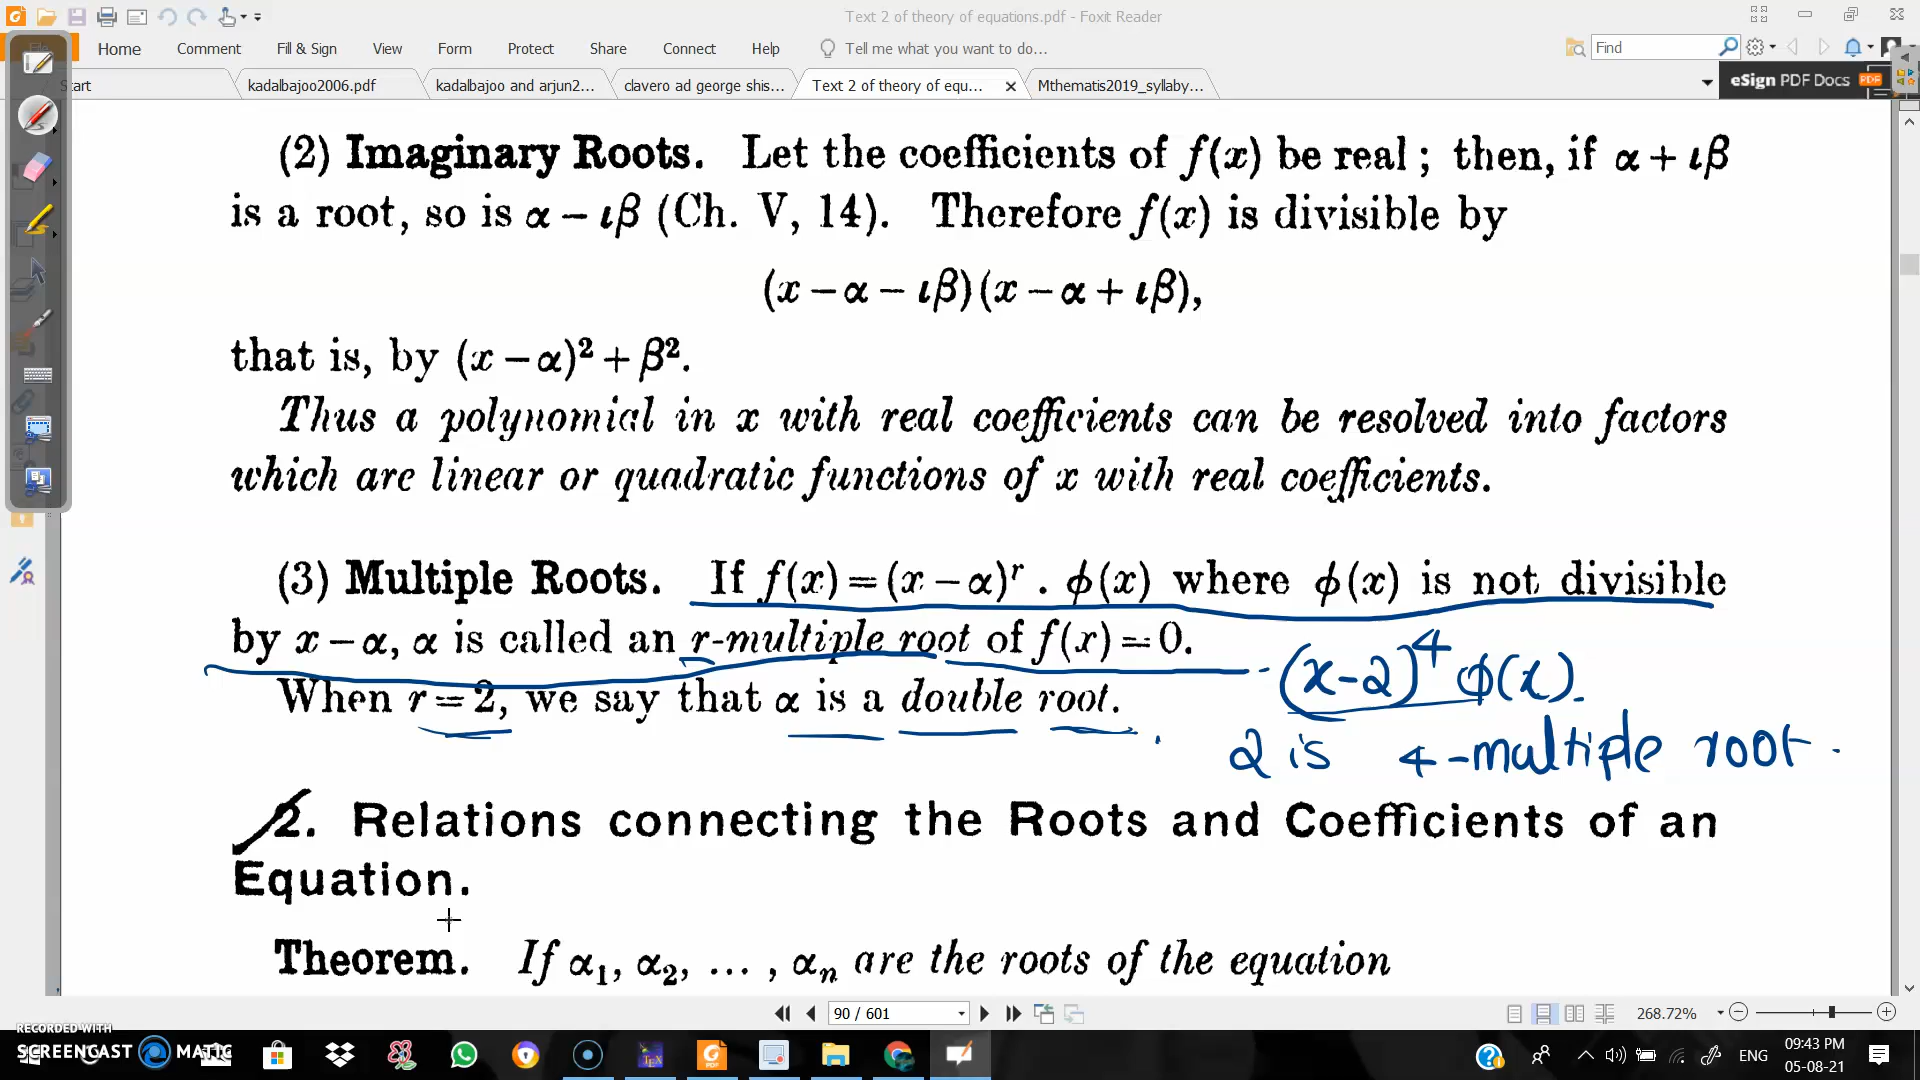 Text 2 of theory of equations.pdf - Foxit Reader
Home Comment Fill & Sign View Form Protect Share Connect Help Tell me what you want to do... Find
tart kadalbajoo2006.pdf kadalbajoo and arjun2... clavero ad george shis... Text 2 of theory of equ... Mthematis2019_syllaby... eSign PDF Docs
(2) Imaginary Roots. Let the coefficients of f(x) be real ; then, if α + ιβ
is a root, so is α − ιβ (Ch. V, 14). Therefore f(x) is divisible by
(x − α − ιβ)(x − α + ιβ),
that is, by (x − α)² + β².
Thus a polynomial in x with real coefficients can be resolved into factors
which are linear or quadratic functions of x with real coefficients.
(3) Multiple Roots. If f(x) = (x − α)ʳ . ϕ(x) where ϕ(x) is not divisible
by x − α, α is called an r-multiple root of f(x) = 0.
(x-2)⁴ ϕ(x).
When r = 2, we say that α is a double root.
2 is 4-multiple root.
2. Relations connecting the Roots and Coefficients of an
Equation.
Theorem. If α₁, α₂, ... , αₙ are the roots of the equation
90 / 601 268.72%
RECORDED WITH
SCREENCAST MATIC
ENG 09:43 PM
05-08-21